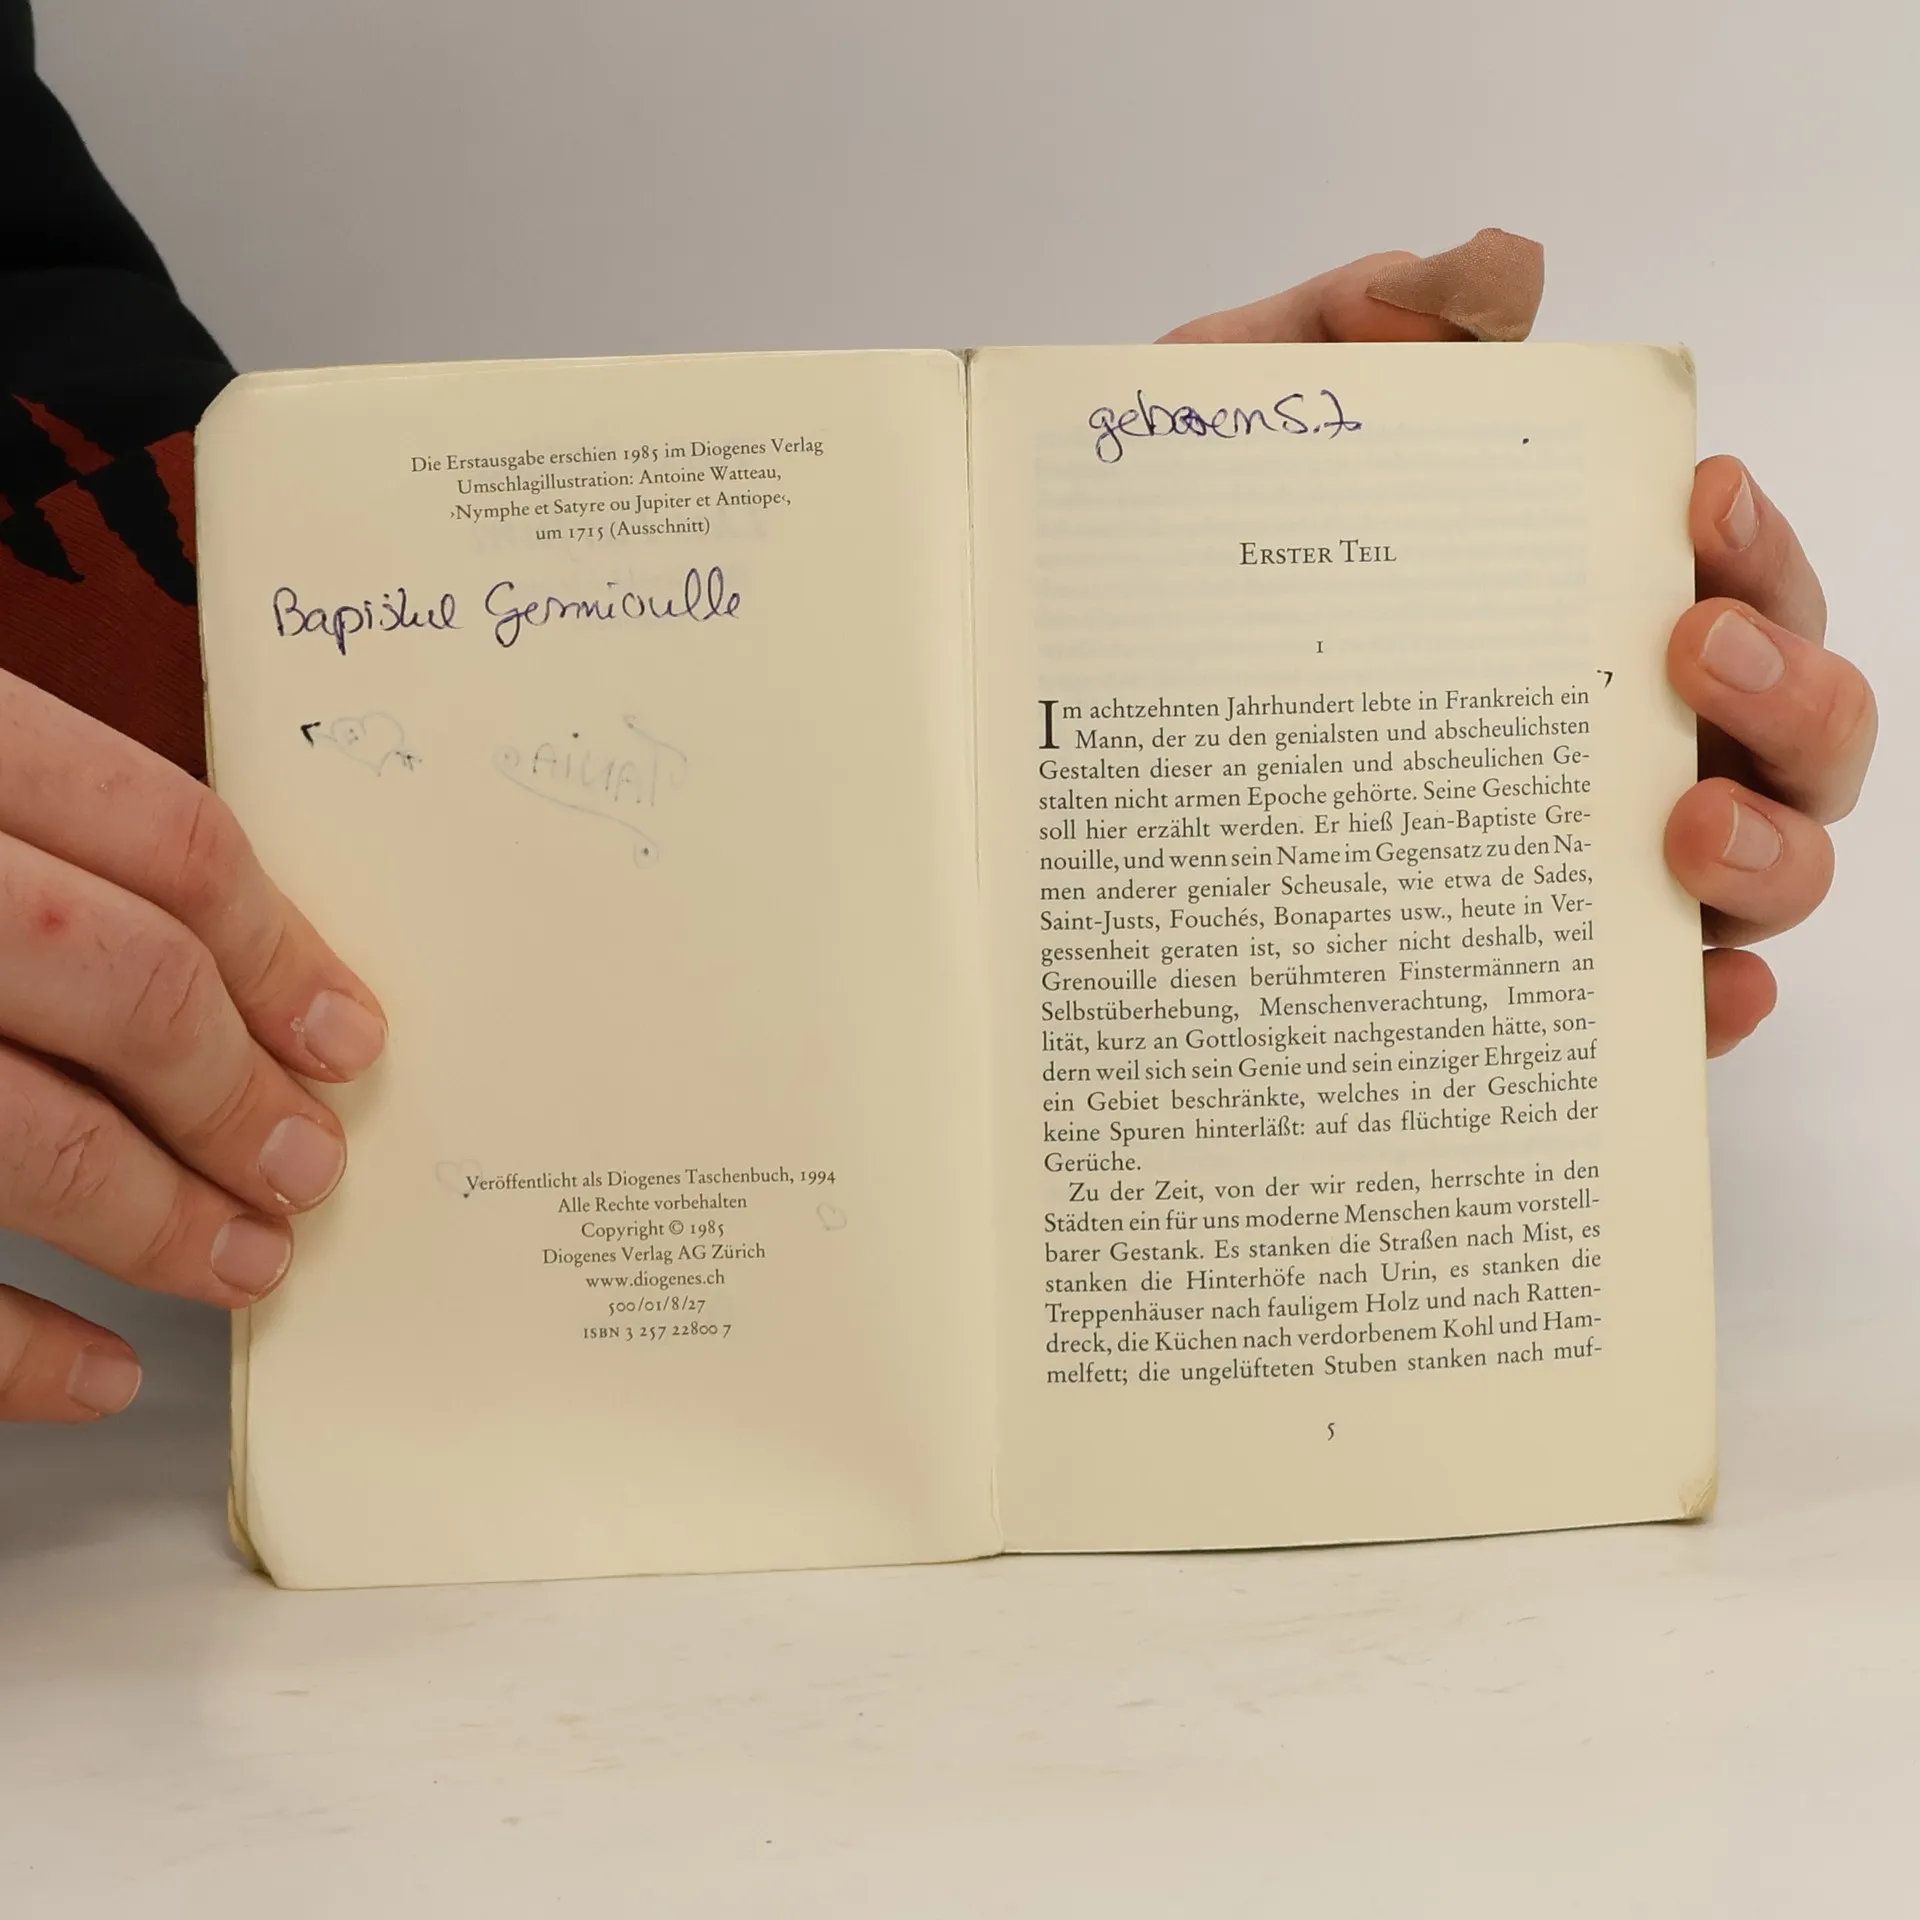 Die Erstausgabe erschien 1985 im Diogenes Verlag
Umschlagillustration: Antoine Watteau,
›Nymphe et Satyre ou Jupiter et Antiope‹,
um 1715 (Ausschnitt)
Germioulle
TANJA
Veröffentlicht als Diogenes Taschenbuch, 1994
Alle Rechte vorbehalten
Copyright © 1985
Diogenes Verlag AG Zürich
www.diogenes.ch
500/01/8/27
ISBN 3 257 22800 7
geboren S. 7
ERSTER TEIL
1
Im achtzehnten Jahrhundert lebte in Frankreich ein
Mann, der zu den genialsten und abscheulichsten
Gestalten dieser an genialen und abscheulichen Ge-
stalten nicht armen Epoche gehörte. Seine Geschichte
soll hier erzählt werden. Er hieß Jean-Baptiste Gre-
nouille, und wenn sein Name im Gegensatz zu den Na-
men anderer genialer Scheusale, wie etwa de Sades,
Saint-Justs, Fouchés, Bonapartes usw., heute in Ver-
gessenheit geraten ist, so sicher nicht deshalb, weil
Grenouille diesen berühmteren Finstermännern an
Selbstüberhebung, Menschenverachtung, Immora-
lität, kurz an Gottlosigkeit nachgestanden hätte, son-
dern weil sich sein Genie und sein einziger Ehrgeiz auf
ein Gebiet beschränkte, welches in der Geschichte
keine Spuren hinterläßt: auf das flüchtige Reich der
Gerüche.
Zu der Zeit, von der wir reden, herrschte in den
Städten ein für uns moderne Menschen kaum vorstell-
barer Gestank. Es stanken die Straßen nach Mist, es
stanken die Hinterhöfe nach Urin, es stanken die
Treppenhäuser nach fauligem Holz und nach Ratten-
dreck, die Küchen nach verdorbenem Kohl und Ham-
melfett; die ungelüfteten Stuben stanken nach muf-
5